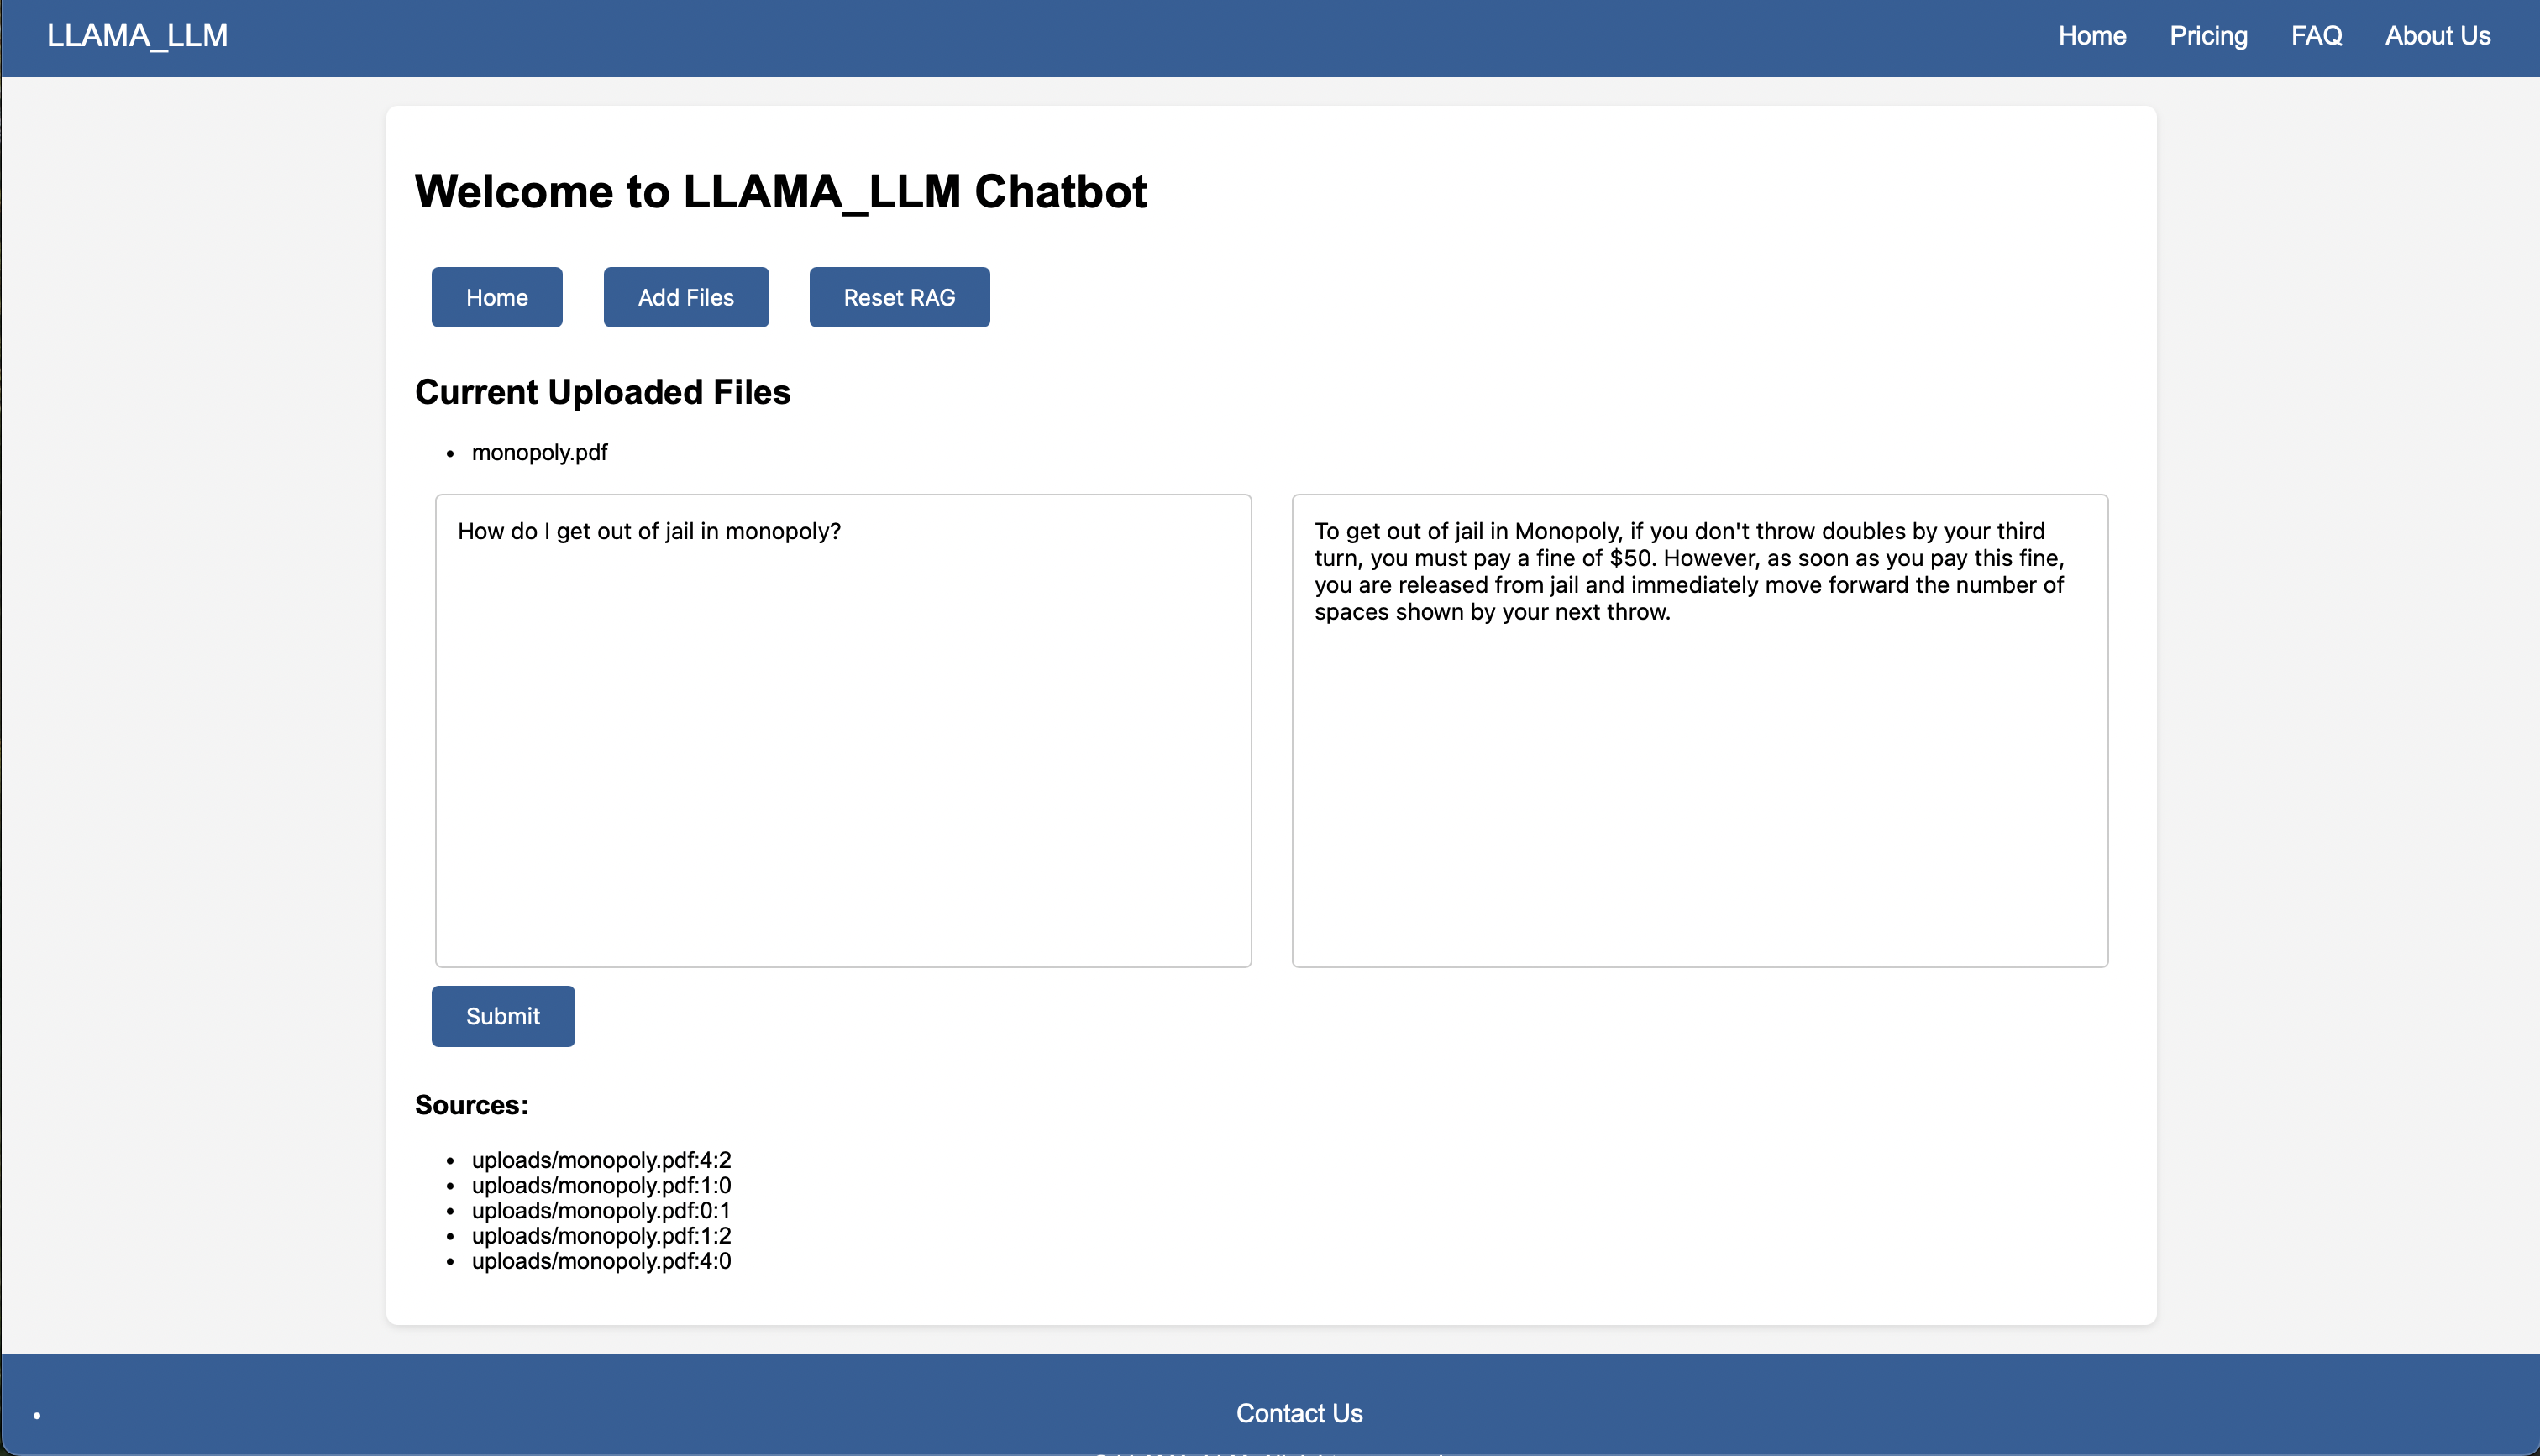 LLAMA_LLM
Home Pricing FAQ About Us
Welcome to LLAMA_LLM Chatbot
Home Add Files Reset RAG
Current Uploaded Files
• monopoly.pdf
How do I get out of jail in monopoly?
To get out of jail in Monopoly, if you don't throw doubles by your third
turn, you must pay a fine of $50. However, as soon as you pay this fine,
you are released from jail and immediately move forward the number of
spaces shown by your next throw.
Submit
Sources:
• uploads/monopoly.pdf:4:2
• uploads/monopoly.pdf:1:0
• uploads/monopoly.pdf:0:1
• uploads/monopoly.pdf:1:2
• uploads/monopoly.pdf:4:0
Contact Us